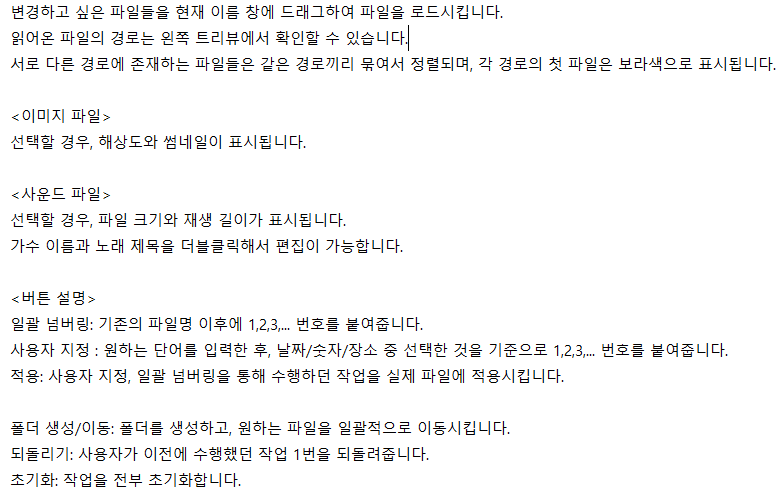 변경하고 싶은 파일들을 현재 이름 창에 드래그하여 파일을 로드시킵니다.
읽어온 파일의 경로는 왼쪽 트리뷰에서 확인할 수 있습니다.
서로 다른 경로에 존재하는 파일들은 같은 경로끼리 묶여서 정렬되며, 각 경로의 첫 파일은 보라색으로 표시됩니다.
<이미지 파일>
선택할 경우, 해상도와 썸네일이 표시됩니다.
<사운드 파일>
선택할 경우, 파일 크기와 재생 길이가 표시됩니다.
가수 이름과 노래 제목을 더블클릭해서 편집이 가능합니다.
<버튼 설명>
일괄 넘버링: 기존의 파일명 이후에 1,2,3,... 번호를 붙여줍니다.
사용자 지정 : 원하는 단어를 입력한 후, 날짜/숫자/장소 중 선택한 것을 기준으로 1,2,3,... 번호를 붙여줍니다.
적용: 사용자 지정, 일괄 넘버링을 통해 수행하던 작업을 실제 파일에 적용시킵니다.
폴더 생성/이동: 폴더를 생성하고, 원하는 파일을 일괄적으로 이동시킵니다.
되돌리기: 사용자가 이전에 수행했던 작업 1번을 되돌려줍니다.
초기화: 작업을 전부 초기화합니다.